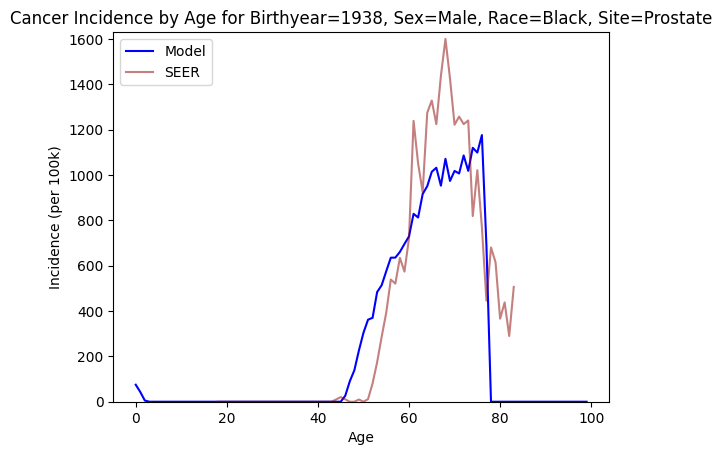 Cancer Incidence by Age for Birthyear=1938, Sex=Male, Race=Black, Site=Prostate
Model
SEER
Incidence (per 100k)
1600
1400
1200
1000
800
600
400
200
0
0 20 40 60 80 100
Age